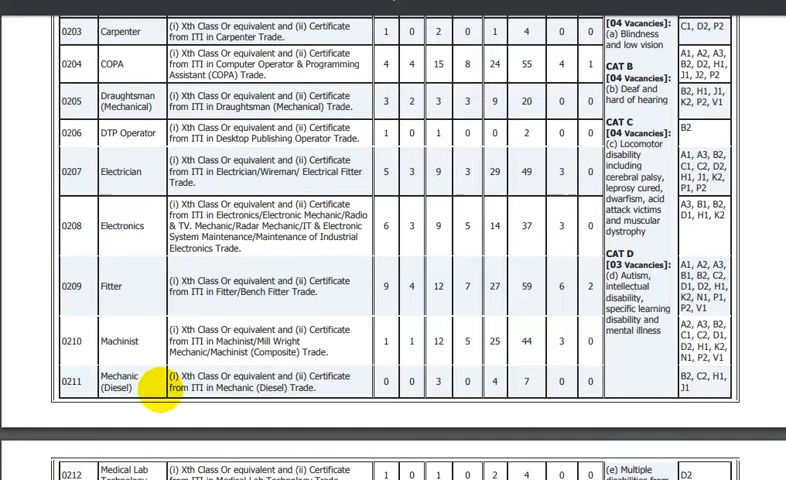 0203 Carpenter (i) Xth Class Or equivalent and (ii) Certificate from ITI in Carpenter Trade. 1 0 2 0 1 4 0 0 C1, D2, P2
0204 COPA (i) Xth Class Or equivalent and (ii) Certificate from ITI in Computer Operator & Programming Assistant (COPA) Trade. 4 4 15 8 24 55 4 1 A1, A2, A3, B2, D2, H1, J1, J2, P2
0205 Draughtsman (Mechanical) (i) Xth Class Or equivalent and (ii) Certificate from ITI in Draughtsman (Mechanical) Trade. 3 2 3 3 9 20 0 0 B2, H1, J1, K2, P2, V1
0206 DTP Operator (i) Xth Class Or equivalent and (ii) Certificate from ITI in Desktop Publishing Operator Trade. 1 0 1 0 0 2 0 0 B2
0207 Electrician (i) Xth Class Or equivalent and (ii) Certificate from ITI in Electrician/Wireman/ Electrical Fitter Trade. 5 3 9 3 29 49 3 0 A1, A3, B2, C1, C2, D2, H1, J1, K2, P1, P2
0208 Electronics (i) Xth Class Or equivalent and (ii) Certificate from ITI in Electronics/Electronic Mechanic/Radio & TV. Mechanic/Radar Mechanic/IT & Electronic System Maintenance/Maintenance of Industrial Electronics Trade. 6 3 9 5 14 37 3 0 A3, B1, B2, D1, H1, K2
0209 Fitter (i) Xth Class Or equivalent and (ii) Certificate from ITI in Fitter/Bench Fitter Trade. 9 4 12 7 27 59 6 2 A1, A2, A3, B1, B2, C2, D1, D2, H1, K2, N1, P1, P2, V1
0210 Machinist (i) Xth Class Or equivalent and (ii) Certificate from ITI in Machinist/Mill Wright Mechanic/Machinist (Composite) Trade. 1 1 12 5 25 44 3 0 A2, A3, B2, C1, C2, D1, D2, H1, K2, N1, P2, V1
0211 Mechanic (Diesel) (i) Xth Class Or equivalent and (ii) Certificate from ITI in Mechanic (Diesel) Trade. 0 0 3 0 4 7 0 0 B2, C2, H1, J1
[04 Vacancies]:
(a) Blindness
and low vision
CAT B
[04 Vacancies]:
(b) Deaf and
hard of hearing
CAT C
[04 Vacancies]:
(c) Locomotor
disability
including
cerebral palsy,
leprosy cured,
dwarfism, acid
attack victims
and muscular
dystrophy
CAT D
[03 Vacancies]:
(d) Autism,
intellectual
disability,
specific learning
disability and
mental illness
0212 Medical Lab (i) Xth Class Or equivalent and (ii) Certificate 1 0 1 0 2 4 0 0 (e) Multiple D2